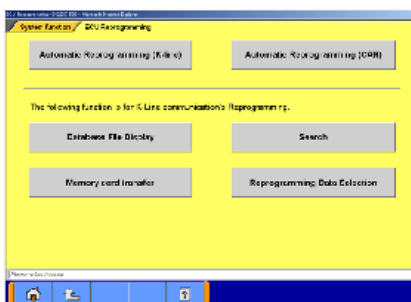 System function ECU Reprogramming
Automatic Reprogramming (K-line) Automatic Reprogramming (CAN)
The following function is for K-Line communication's Reprogramming.
Database File Display Search
Memory card transfer Reprogramming Data Selection